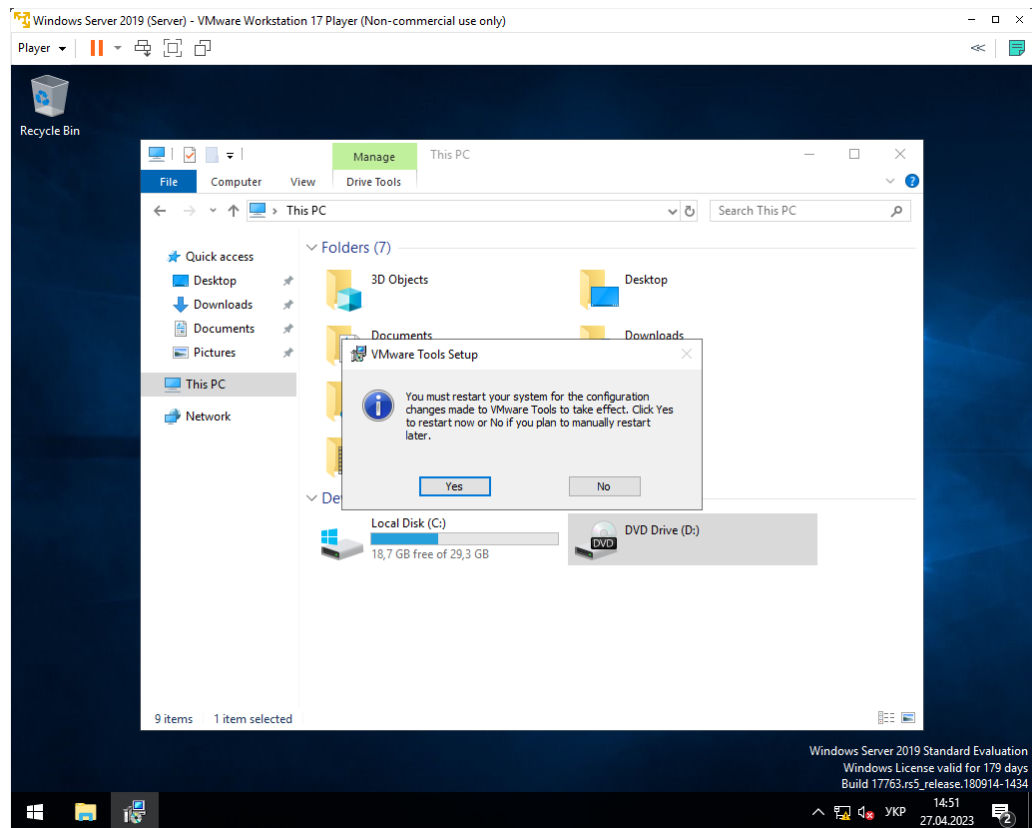 Windows Server 2019 (Server) - VMware Workstation 17 Player (Non-commercial use only)
Player
Recycle Bin
Manage
This PC
File
Computer
View
Drive Tools
This PC
Search This PC
Quick access
Desktop
Downloads
Documents
Pictures
This PC
Network
Folders (7)
3D Objects
Desktop
Documents
Downloads
VMware Tools Setup
You must restart your system for the configuration
changes made to VMware Tools to take effect. Click Yes
to restart now or No if you plan to manually restart
later.
Yes
No
De
Local Disk (C:)
18,7 GB free of 29,3 GB
DVD
DVD Drive (D:)
9 items
1 item selected
Windows Server 2019 Standard Evaluation
Windows License valid for 179 days
Build 17763.rs5_release.180914-1434
УКР
14:51
27.04.2023
2